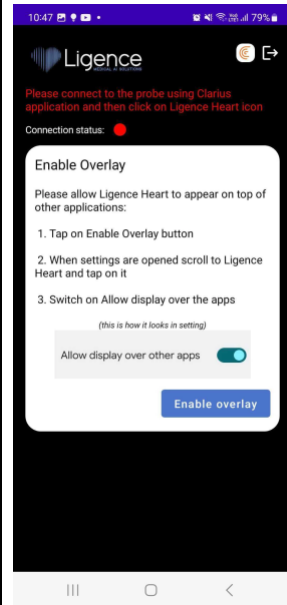 10:47
79%
Ligence
MEDICAL AI SOLUTIONS
Please connect to the probe using Clarius
application and then click on Ligence Heart icon
Connection status:
Enable Overlay
Please allow Ligence Heart to appear on top of
other applications:
1. Tap on Enable Overlay button
2. When settings are opened scroll to Ligence
Heart and tap on it
3. Switch on Allow display over the apps
(this is how it looks in setting)
Allow display over other apps
Enable overlay